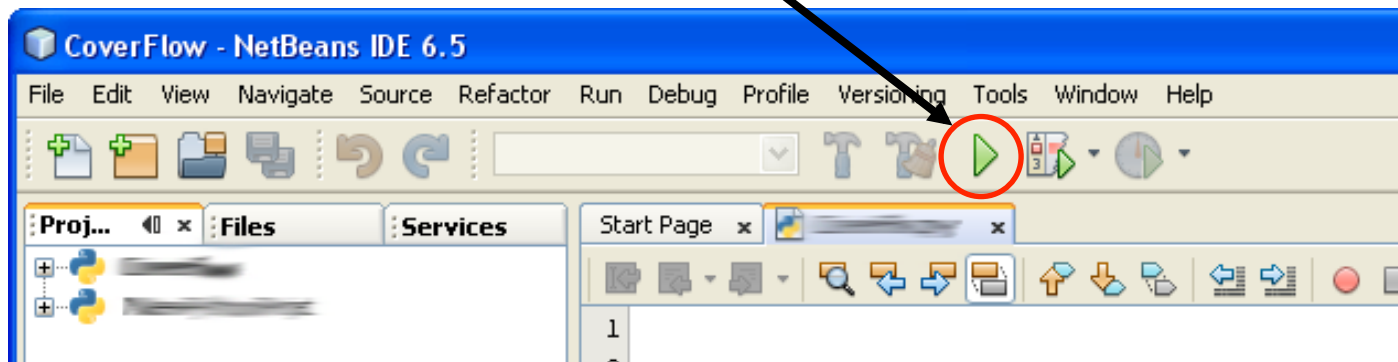 CoverFlow - NetBeans IDE 6.5
File Edit View Navigate Source Refactor Run Debug Profile Versioning Tools Window Help
Proj... Files Services Start Page
1